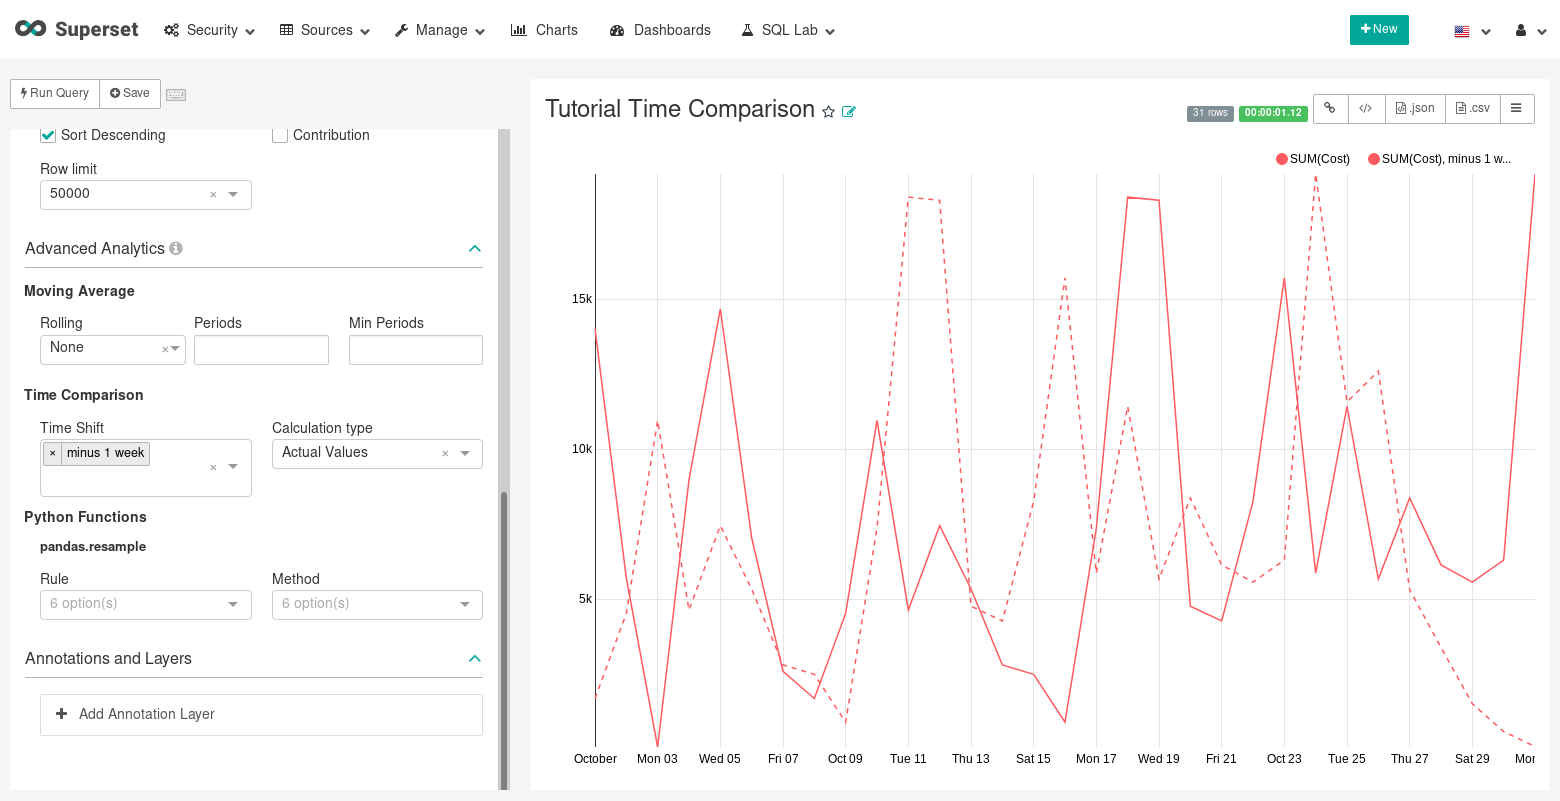 Superset Security Sources Manage Charts Dashboards SQL Lab New
Run Query Save
Sort Descending Contribution
Row limit
50000 ×
Advanced Analytics
Moving Average
Rolling Periods Min Periods
None ×
Time Comparison
Time Shift Calculation type
× minus 1 week × Actual Values ×
Python Functions
pandas.resample
Rule Method
6 option(s) 6 option(s)
Annotations and Layers
Add Annotation Layer
Tutorial Time Comparison
31 rows 00:00:01.12 </> .json .csv
SUM(Cost) SUM(Cost), minus 1 w...
15k
10k
5k
October Mon 03 Wed 05 Fri 07 Oct 09 Tue 11 Thu 13 Sat 15 Mon 17 Wed 19 Fri 21 Oct 23 Tue 25 Thu 27 Sat 29 Mon